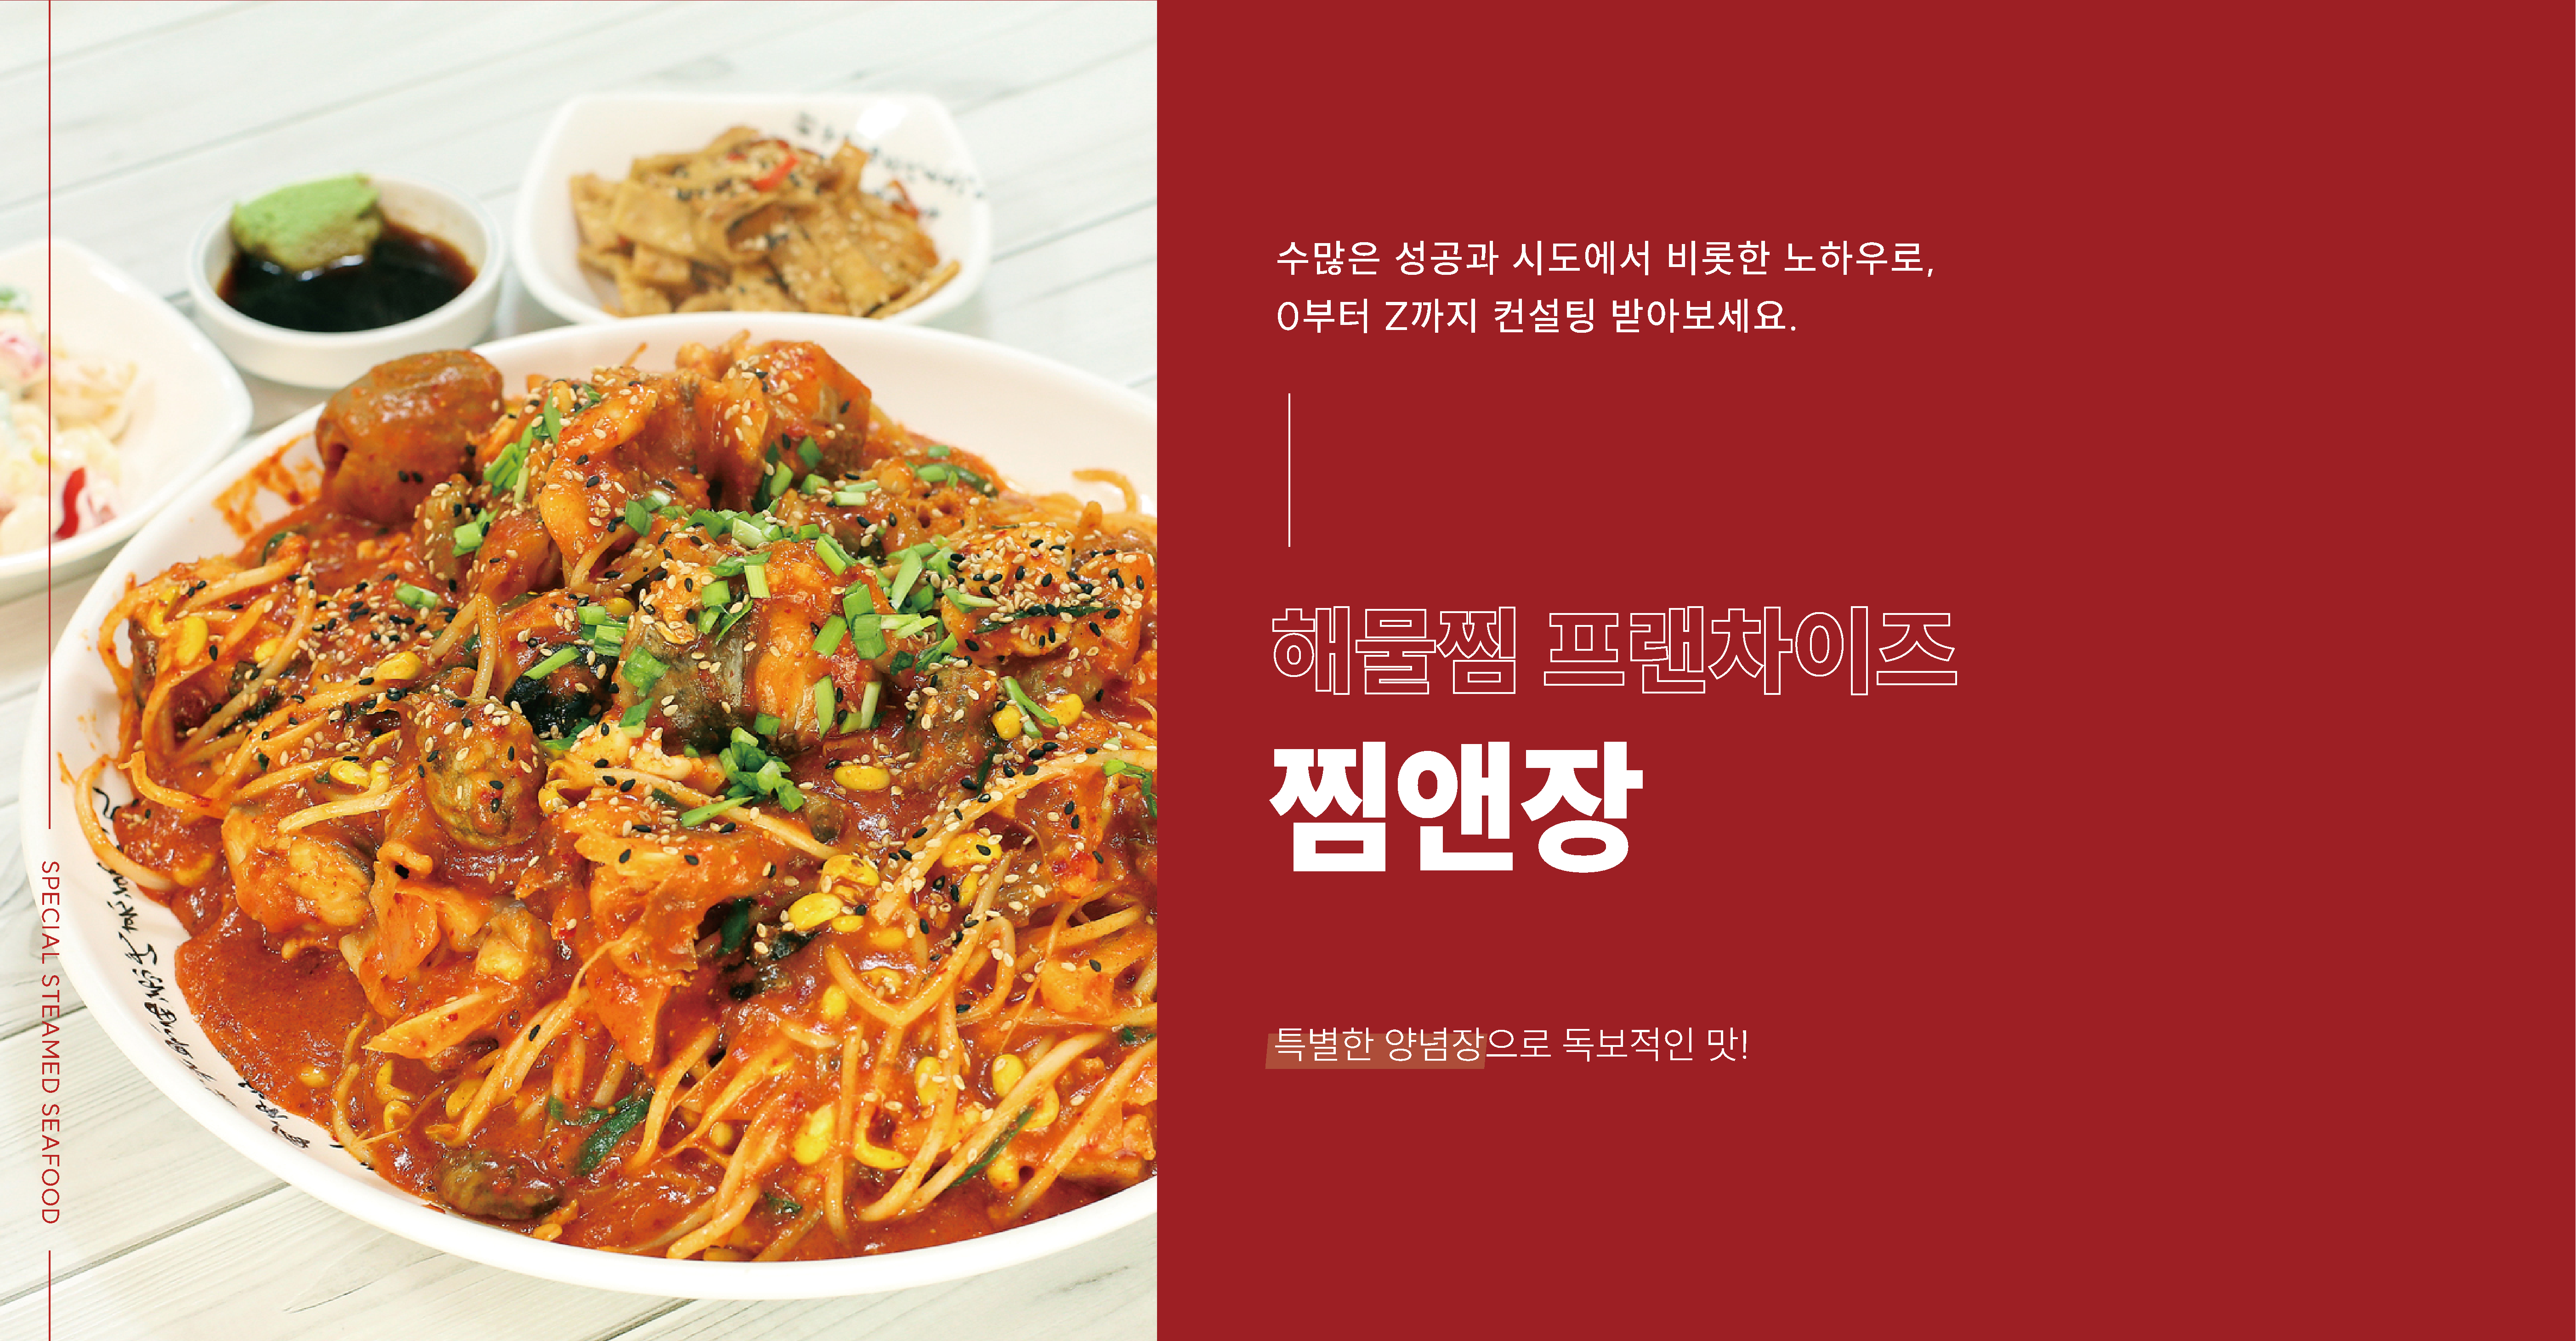 수많은 성공과 시도에서 비롯한 노하우로,
0부터 Z까지 컨설팅 받아보세요.
해물찜 프랜차이즈
찜앤장
특별한 양념장으로 독보적인 맛!
SPECIAL STEAMED SEAFOOD